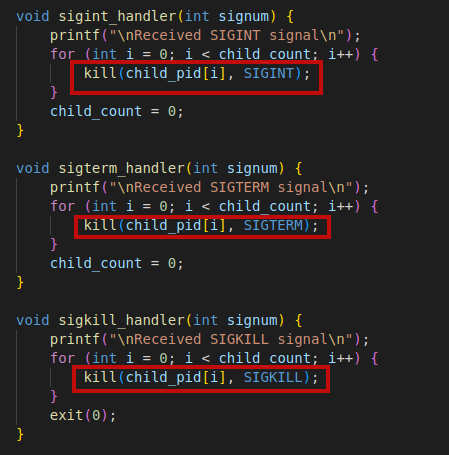 void sigint_handler(int signum) {
    printf("\nReceived SIGINT signal\n");
    for (int i = 0; i < child_count; i++) {
        kill(child_pid[i], SIGINT);
    }
    child_count = 0;
}

void sigterm_handler(int signum) {
    printf("\nReceived SIGTERM signal\n");
    for (int i = 0; i < child_count; i++) {
        kill(child_pid[i], SIGTERM);
    }
    child_count = 0;
}

void sigkill_handler(int signum) {
    printf("\nReceived SIGKILL signal\n");
    for (int i = 0; i < child_count; i++) {
        kill(child_pid[i], SIGKILL);
    }
    exit(0);
}